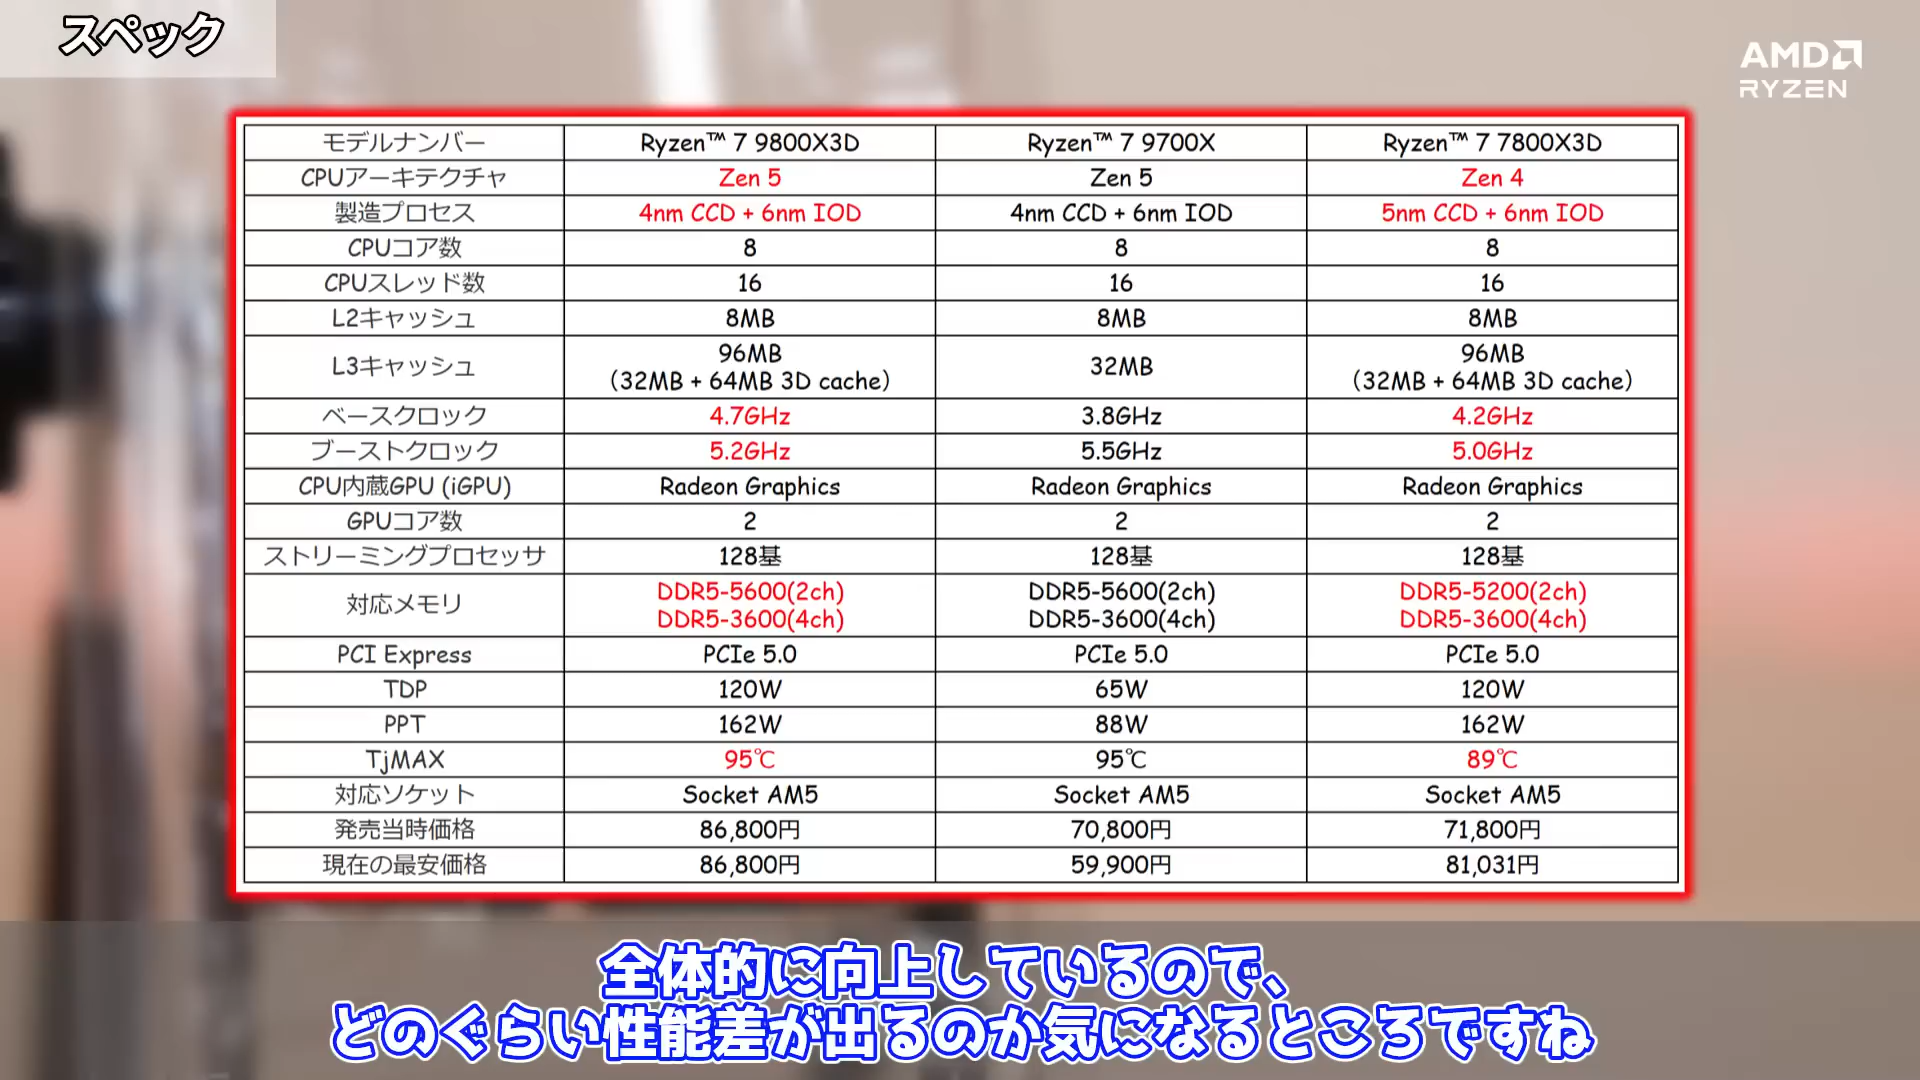 スペック
AMD
RYZEN
モデルナンバー Ryzen™ 7 9800X3D Ryzen™ 7 9700X Ryzen™ 7 7800X3D
CPUアーキテクチャ Zen 5 Zen 5 Zen 4
製造プロセス 4nm CCD + 6nm IOD 4nm CCD + 6nm IOD 5nm CCD + 6nm IOD
CPUコア数 8 8 8
CPUスレッド数 16 16 16
L2キャッシュ 8MB 8MB 8MB
L3キャッシュ 96MB (32MB + 64MB 3D cache) 32MB 96MB (32MB + 64MB 3D cache)
ベースクロック 4.7GHz 3.8GHz 4.2GHz
ブーストクロック 5.2GHz 5.5GHz 5.0GHz
CPU内蔵GPU (iGPU) Radeon Graphics Radeon Graphics Radeon Graphics
GPUコア数 2 2 2
ストリーミングプロセッサ 128基 128基 128基
対応メモリ DDR5-5600(2ch) DDR5-3600(4ch) DDR5-5600(2ch) DDR5-3600(4ch) DDR5-5200(2ch) DDR5-3600(4ch)
PCI Express PCIe 5.0 PCIe 5.0 PCIe 5.0
TDP 120W 65W 120W
PPT 162W 88W 162W
TjMAX 95℃ 95℃ 89℃
対応ソケット Socket AM5 Socket AM5 Socket AM5
発売当時価格 86,800円 70,800円 71,800円
現在の最安価格 86,800円 59,900円 81,031円
全体的に向上しているので、
どのぐらい性能差が出るのか気になるところですね